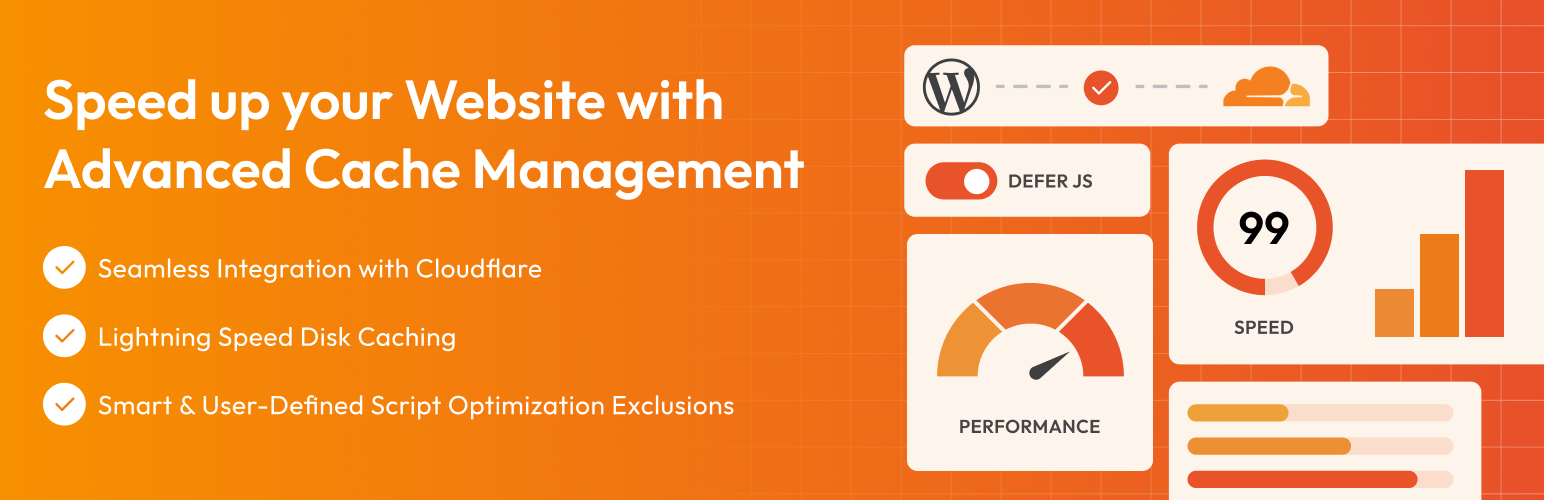 Speed up your Website with
Advanced Cache Management
Seamless Integration with Cloudflare
Lightning Speed Disk Caching
Smart & User-Defined Script Optimization Exclusions
DEFER JS
99
SPEED
PERFORMANCE